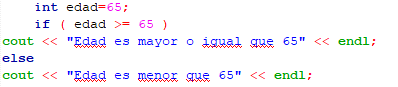 int edad=65;
if ( edad >= 65 )
cout << "Edad es mayor o igual que 65" << endl;
else
cout << "Edad es menor que 65" << endl;